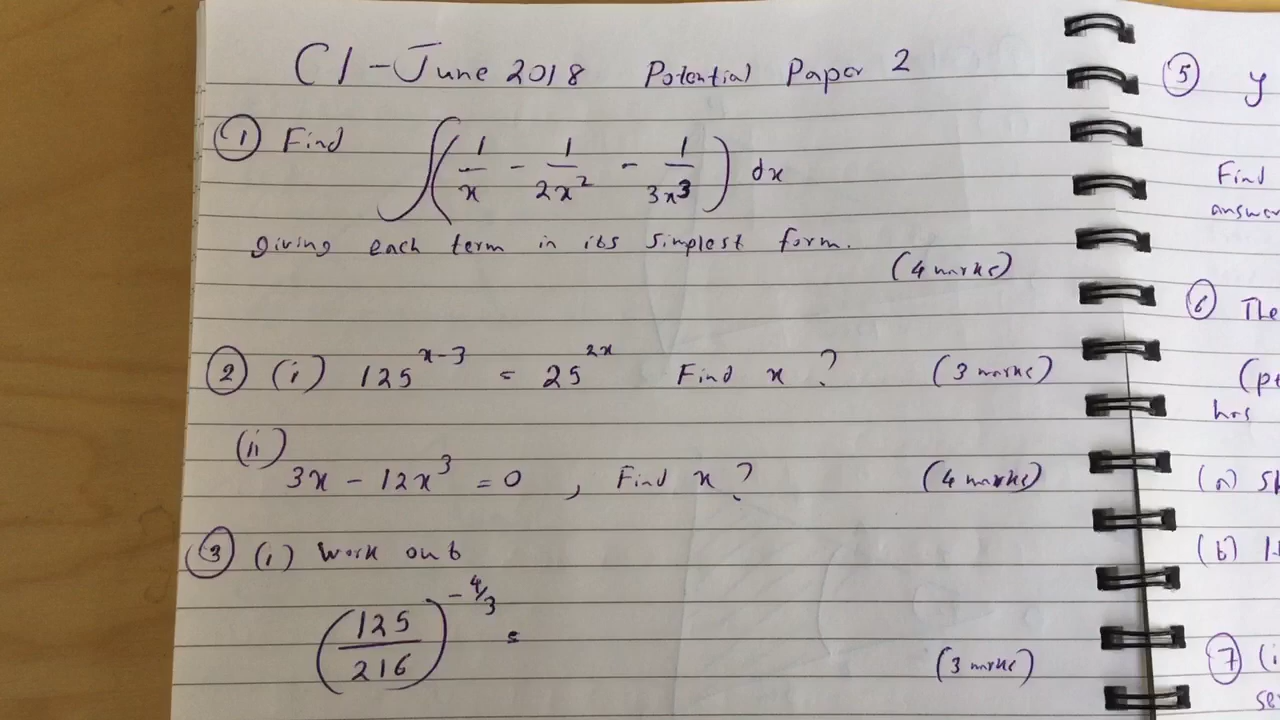 C1 - June 2018 Potential Paper 2
① Find ∫(1/x - 1/2x² - 1/3x³) dx
giving each term in its simplest form.
(4 marks)
② (i) 125^(x-3) = 25^(2x) Find x ? (3 marks)
(ii)
3x - 12x³ = 0 , Find x ? (4 marks)
③ (i) Work out
(125/216)^(-4/3) =
(3 marks)
⑤ y
Find
answer
⑥ The
has
(a)
(b)
⑦ (i